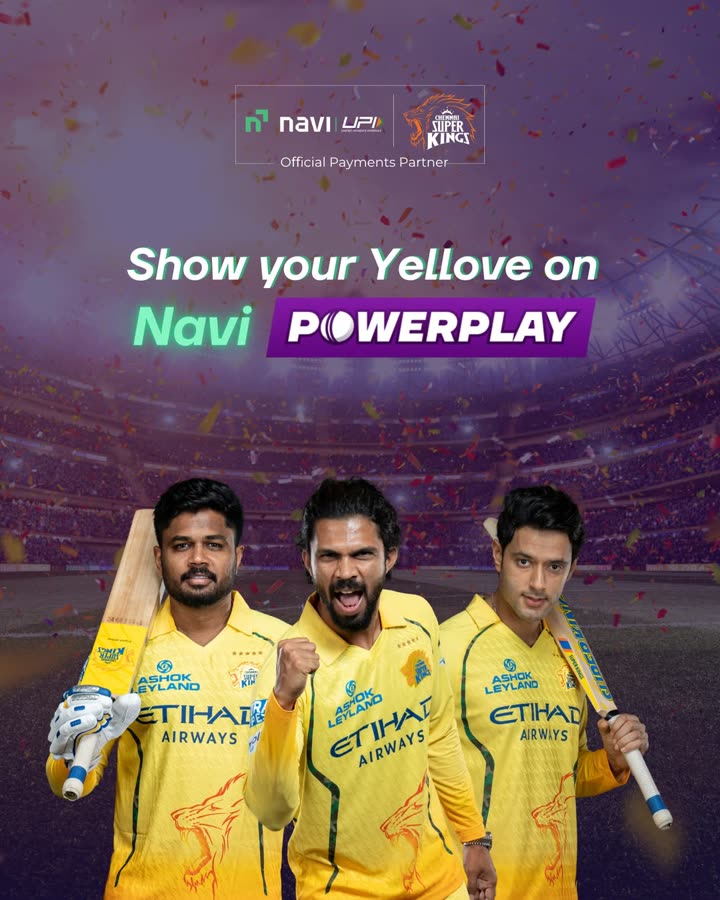 navi UPI CHENNAI SUPER KINGS
Official Payments Partner
Show your Yellove on
Navi POWERPLAY
ASHOK LEYLAND
ETIHAD
AIRWAYS
ASHOK LEYLAND
ETIHAD
AIRWAYS
ASHOK LEYLAND
ETIHAD
AIRWAYS